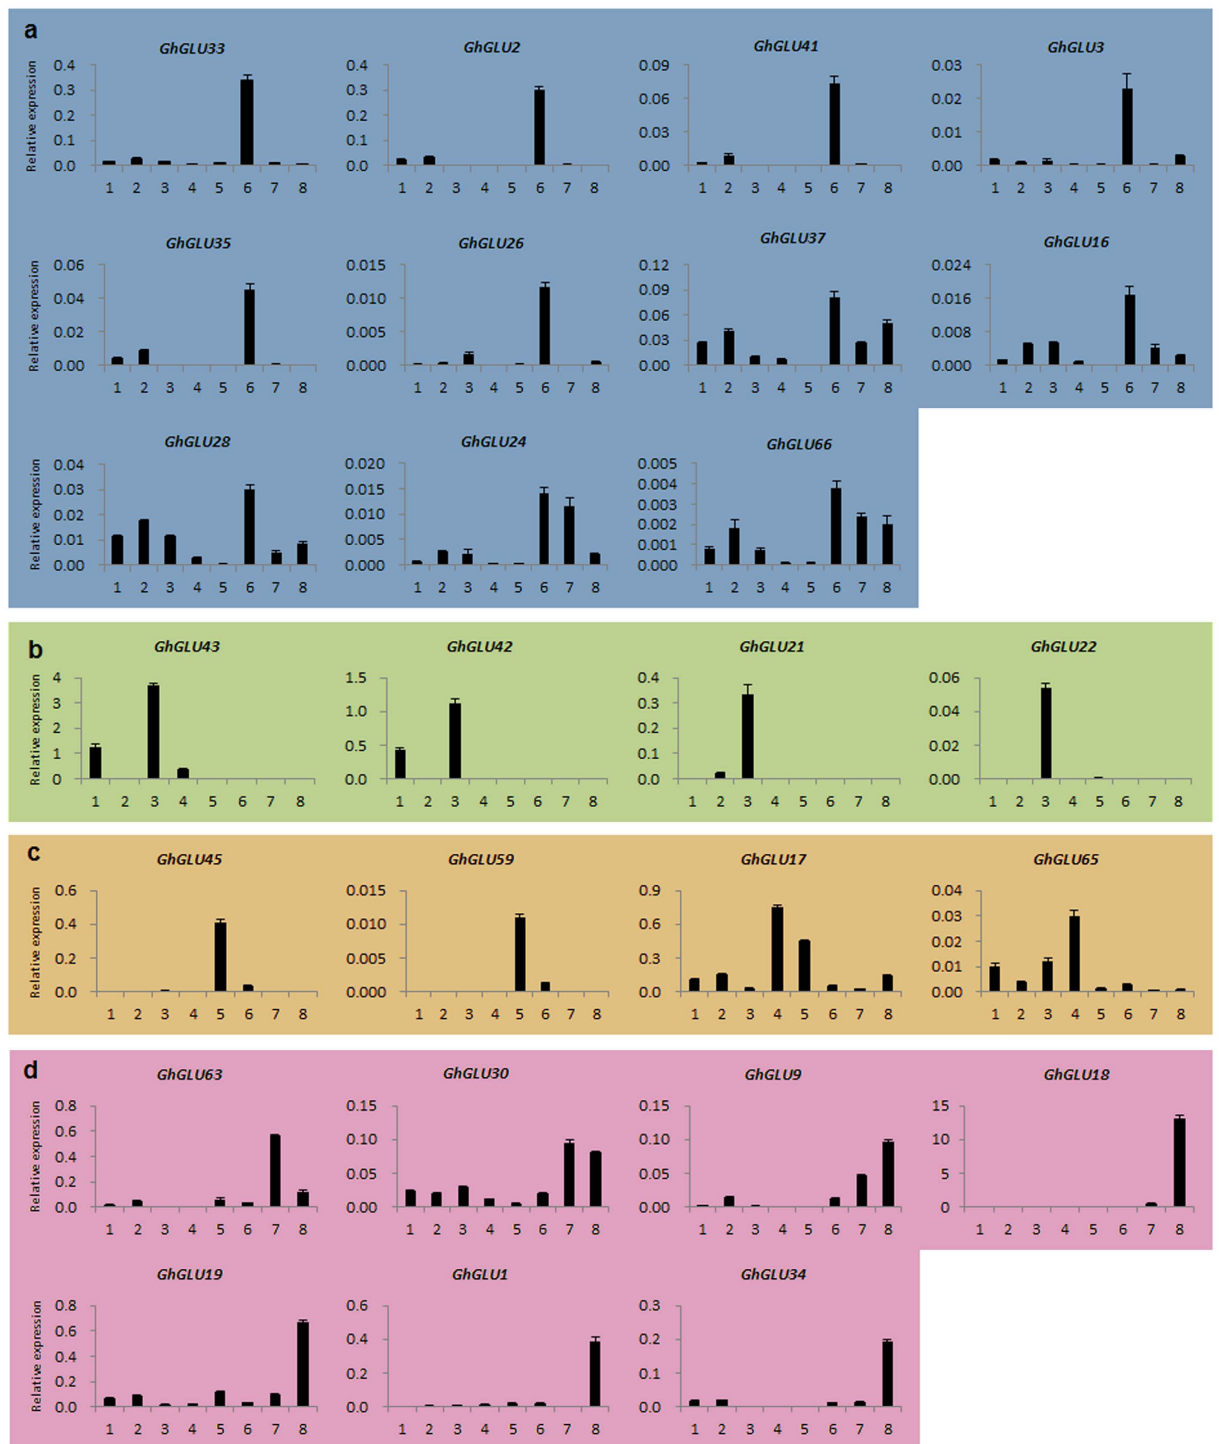 a
GhGLU33 GhGLU2 GhGLU41 GhGLU3
Relative expression
0.4 0.4 0.09 0.03
0.3 0.3 0.06 0.02
0.2 0.2 0.03 0.01
0.1 0.1 0.00 0.00
0.0 0.0
1 2 3 4 5 6 7 8 1 2 3 4 5 6 7 8 1 2 3 4 5 6 7 8 1 2 3 4 5 6 7 8
GhGLU35 GhGLU26 GhGLU37 GhGLU16
Relative expression
0.06 0.015 0.12 0.024
0.04 0.010 0.09 0.016
0.02 0.005 0.06 0.008
0.00 0.000 0.03 0.000
0.00
1 2 3 4 5 6 7 8 1 2 3 4 5 6 7 8 1 2 3 4 5 6 7 8 1 2 3 4 5 6 7 8
GhGLU28 GhGLU24 GhGLU66
Relative expression
0.04 0.020 0.005
0.03 0.015 0.004
0.02 0.010 0.003
0.01 0.005 0.002
0.00 0.000 0.001
0.000
1 2 3 4 5 6 7 8 1 2 3 4 5 6 7 8 1 2 3 4 5 6 7 8
b
GhGLU43 GhGLU42 GhGLU21 GhGLU22
Relative expression
4 1.5 0.4 0.06
3 1.0 0.3 0.04
2 0.5 0.2 0.02
1 0.0 0.1 0.00
0 0.0
1 2 3 4 5 6 7 8 1 2 3 4 5 6 7 8 1 2 3 4 5 6 7 8 1 2 3 4 5 6 7 8
c
GhGLU45 GhGLU59 GhGLU17 GhGLU65
Relative expression
0.6 0.015 0.9 0.04
0.4 0.010 0.6 0.03
0.2 0.005 0.3 0.02
0.0 0.000 0.0 0.01
0.00
1 2 3 4 5 6 7 8 1 2 3 4 5 6 7 8 1 2 3 4 5 6 7 8 1 2 3 4 5 6 7 8
d
GhGLU63 GhGLU30 GhGLU9 GhGLU18
Relative expression
0.8 0.15 0.15 15
0.6 0.10 0.10 10
0.4 0.05 0.05 5
0.2 0.00 0.00 0
0.0
1 2 3 4 5 6 7 8 1 2 3 4 5 6 7 8 1 2 3 4 5 6 7 8 1 2 3 4 5 6 7 8
GhGLU19 GhGLU1 GhGLU34
Relative expression
0.8 0.6 0.3
0.6 0.4 0.2
0.4 0.2 0.1
0.2 0.0 0.0
0.0
1 2 3 4 5 6 7 8 1 2 3 4 5 6 7 8 1 2 3 4 5 6 7 8